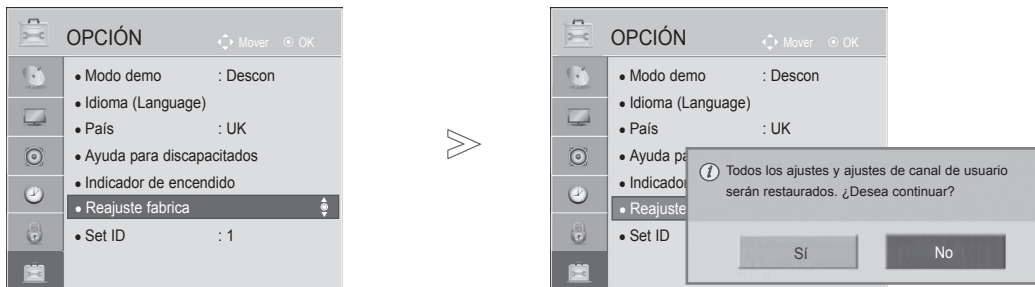 OPCIÓN
Mover OK
• Modo demo : Descon
• Idioma (Language)
• País : UK
• Ayuda para discapacitados
• Indicador de encendido
• Reajuste fabrica
• Set ID : 1
OPCIÓN
Mover OK
• Modo demo : Descon
• Idioma (Language)
• País : UK
• Ayuda pa
• Indicador
• Reajuste
• Set ID
Todos los ajustes y ajustes de canal de usuario
serán restaurados. ¿Desea continuar?
Sí
No